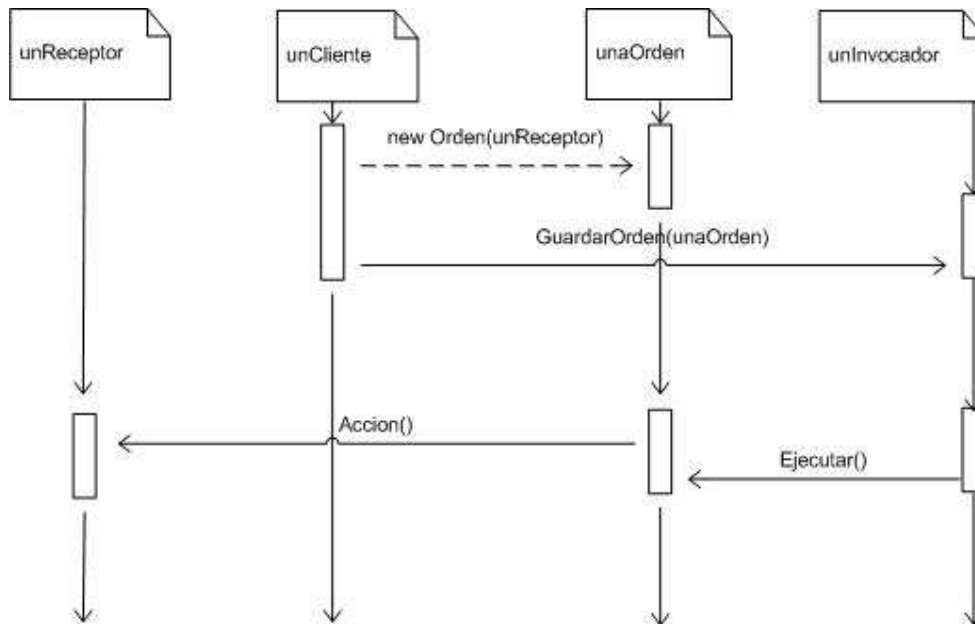 unReceptor
unCliente
unaOrden
unInvocador
new Orden(unReceptor)
GuardarOrden(unaOrden)
Accion()
Ejecutar()